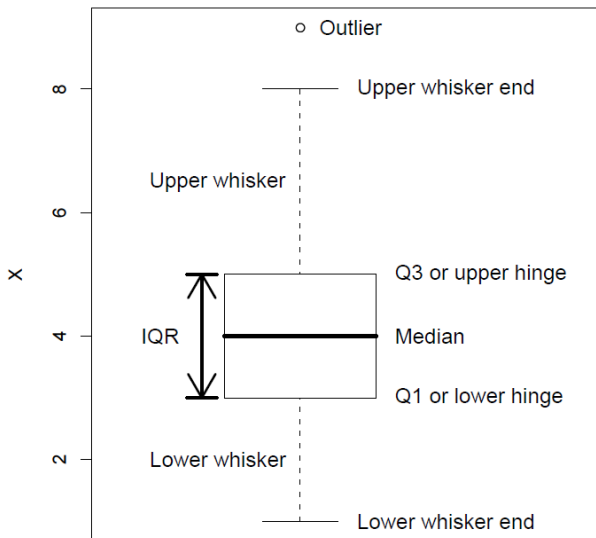 Outlier
8
Upper whisker end
Upper whisker
6
Q3 or upper hinge
X
IQR
4
Median
Q1 or lower hinge
2
Lower whisker
Lower whisker end